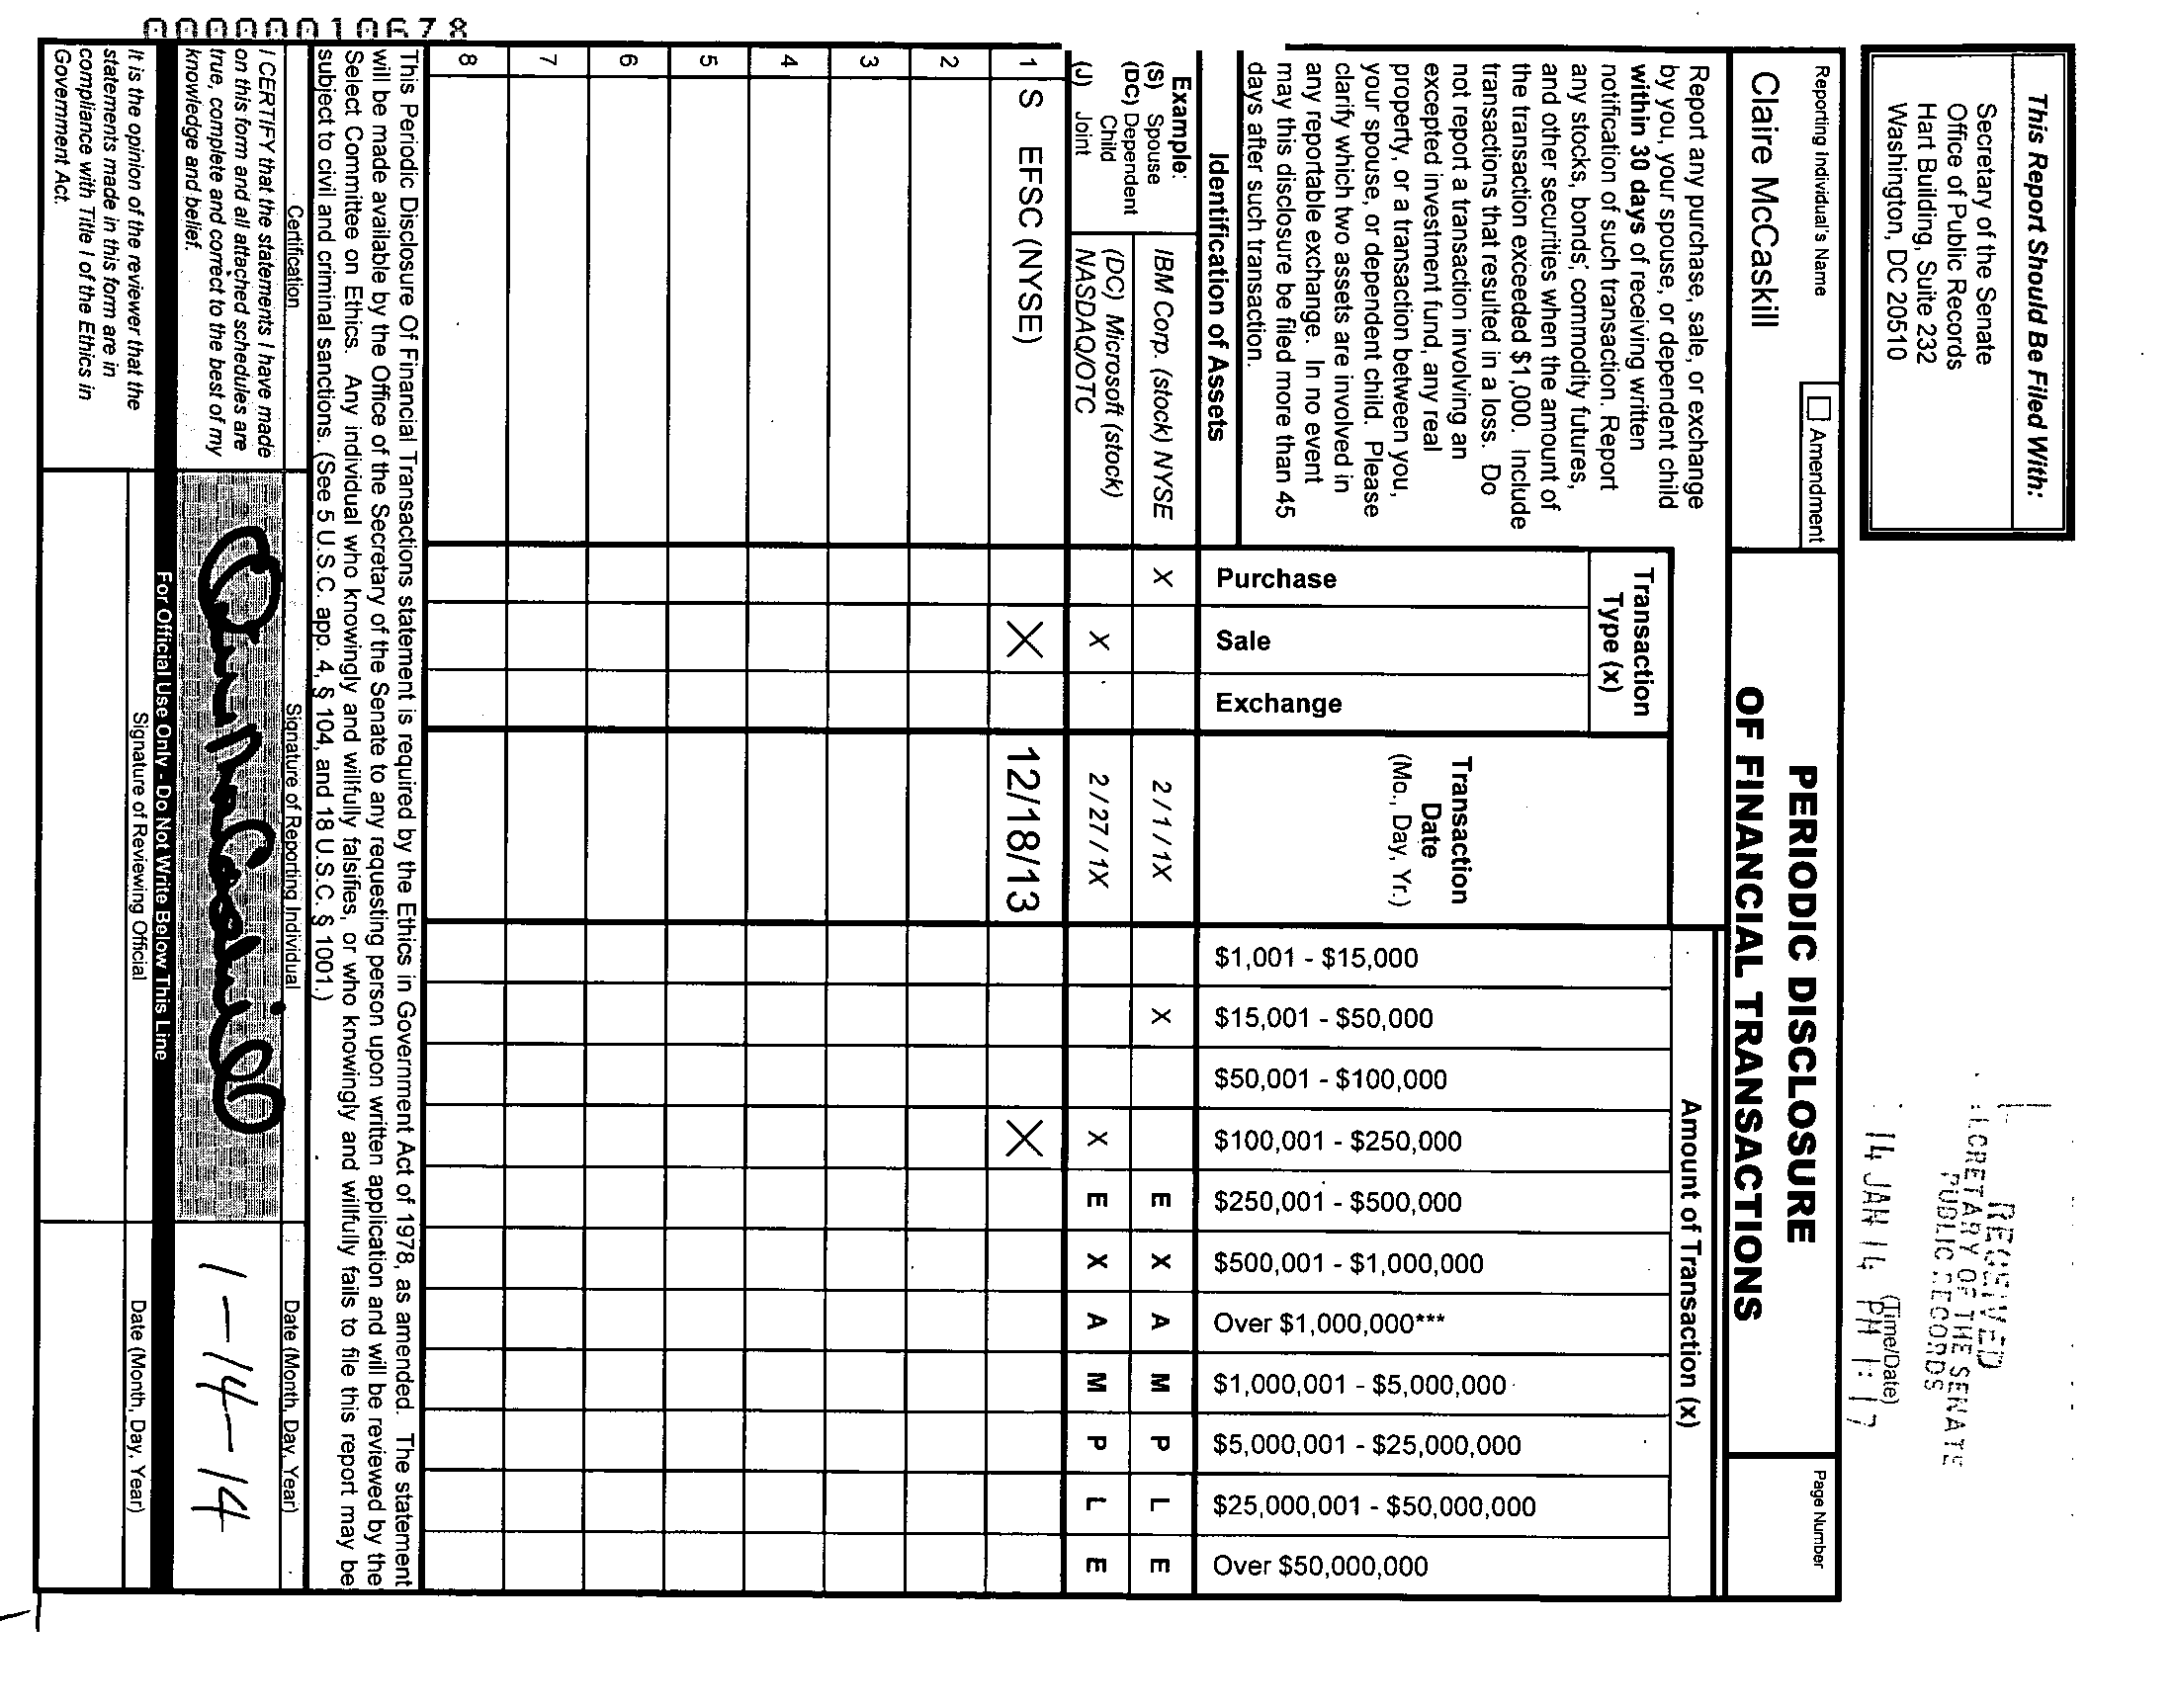 This Report Should Be Filed With:
Secretary of the Senate
Office of Public Records
Hart Building, Suite 232
Washington, DC 20510
RECEIVED
SECRETARY OF THE SENATE
PUBLIC RECORDS
(Time/Date)
14 JAN 14 PM 1:17
Reporting Individual's Name
Amendment
Claire McCaskill
PERIODIC DISCLOSURE
OF FINANCIAL TRANSACTIONS
Page Number
Report any purchase, sale, or exchange
by you, your spouse, or dependent child
within 30 days of receiving written
notification of such transaction. Report
any stocks, bonds, commodity futures,
and other securities when the amount of
the transaction exceeded $1,000. Include
transactions that resulted in a loss. Do
not report a transaction involving an
excepted investment fund, any real
property, or a transaction between you,
your spouse, or dependent child. Please
clarify which two assets are involved in
any reportable exchange. In no event
may this disclosure be filed more than 45
days after such transaction.
Identification of Assets
Transaction
Type (x)
Purchase
Sale
Exchange
Transaction
Date
(Mo., Day, Yr.)
Amount of Transaction (x)
$1,001 - $15,000
$15,001 - $50,000
$50,001 - $100,000
$100,001 - $250,000
$250,001 - $500,000
$500,001 - $1,000,000
Over $1,000,000***
$1,000,001 - $5,000,000
$5,000,001 - $25,000,000
$25,000,001 - $50,000,000
Over $50,000,000
Example:
(S) Spouse
(DC) Dependent
Child
(J) Joint
IBM Corp. (stock) NYSE X 2 / 1 / 1X X E X A M P L E
(DC) Microsoft (stock)
NASDAQ/OTC X 2 / 27 / 1X X E X A M P L E
1 S EFSC (NYSE) X 12/18/13 X
2
3
4
5
6
7
8
This Periodic Disclosure Of Financial Transactions statement is required by the Ethics in Government Act of 1978, as amended. The statement
will be made available by the Office of the Secretary of the Senate to any requesting person upon written application and will be reviewed by the
Select Committee on Ethics. Any individual who knowingly and willfully falsifies, or who knowingly and willfully fails to file this report may be
subject to civil and criminal sanctions. (See 5 U.S.C. app. 4, § 104, and 18 U.S.C. § 1001.)
Certification
Signature of Reporting Individual
Date (Month, Day, Year)
I CERTIFY that the statements I have made
on this form and all attached schedules are
true, complete and correct to the best of my
knowledge and belief.
Claire McCaskill
1-14-14
For Official Use Only - Do Not Write Below This Line
It is the opinion of the reviewer that the
statements made in this form are in
compliance with Title I of the Ethics in
Government Act.
Signature of Reviewing Official
Date (Month, Day, Year)